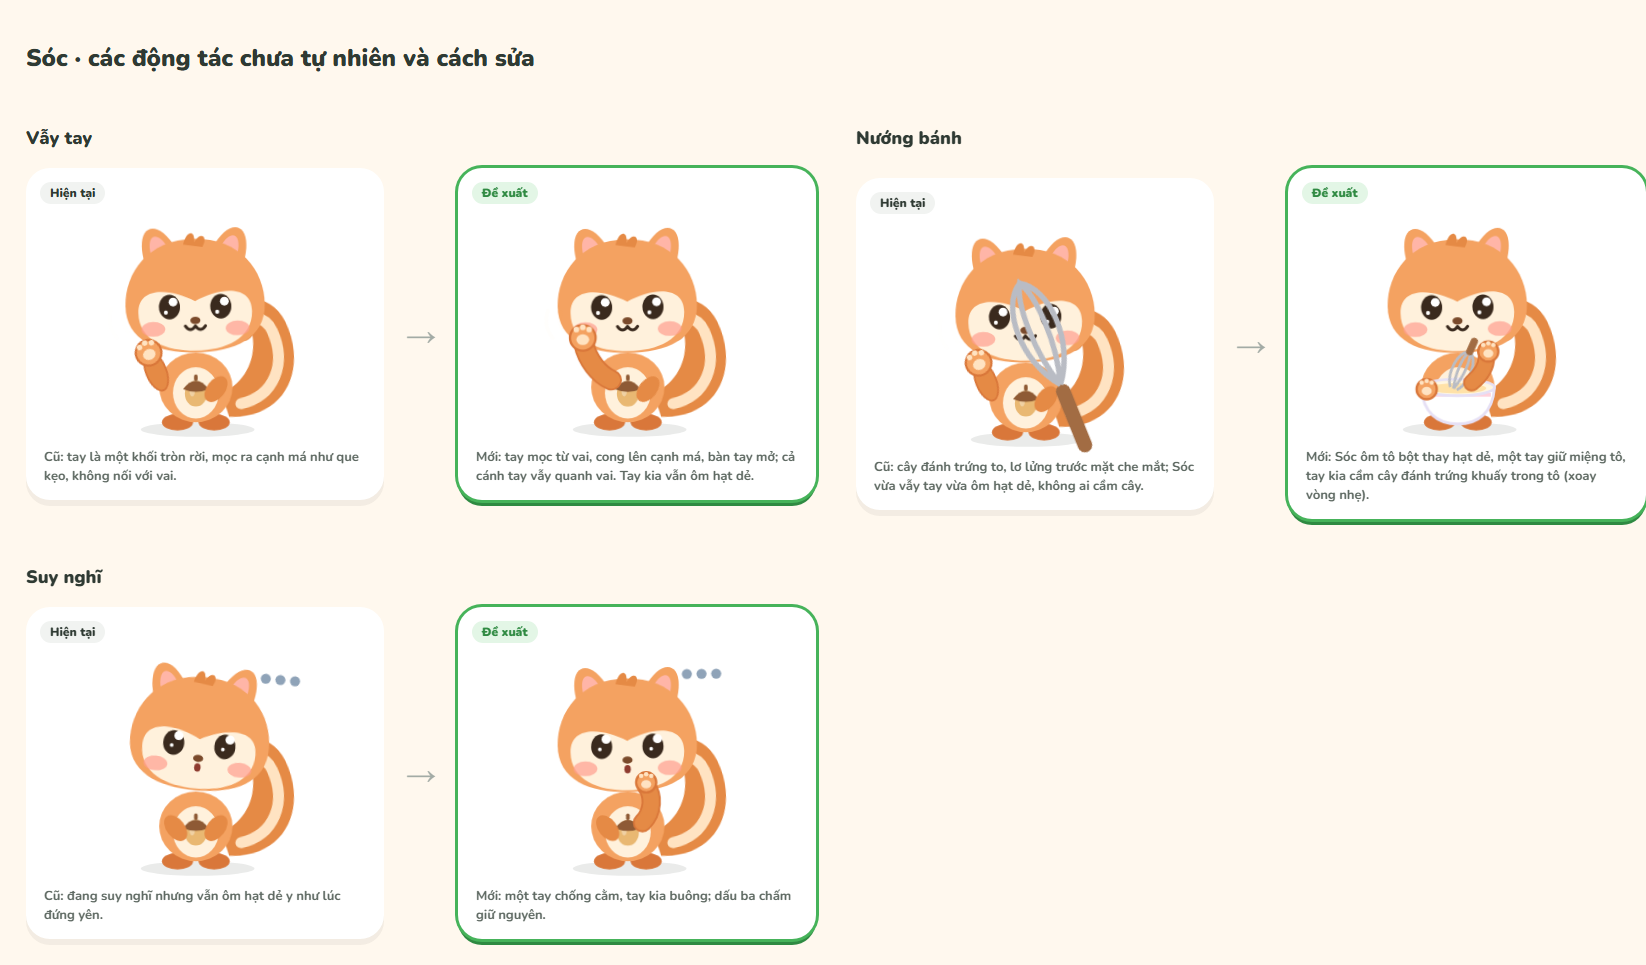 Sóc · các động tác chưa tự nhiên và cách sửa
Vẫy tay
Hiện tại
Cũ: tay là một khối tròn rời, mọc ra cạnh má như que
kẹo, không nối với vai.
→
Đề xuất
Mới: tay mọc từ vai, cong lên cạnh má, bàn tay mở; cả
cánh tay vẫy quanh vai. Tay kia vẫn ôm hạt dẻ.
Nướng bánh
Hiện tại
Cũ: cây đánh trứng to, lơ lửng trước mặt che mắt; Sóc
vừa vẫy tay vừa ôm hạt dẻ, không ai cầm cây.
→
Đề xuất
Mới: Sóc ôm tô bột thay hạt dẻ, một tay giữ miệng tô,
tay kia cầm cây đánh trứng khuấy trong tô (xoay
vòng nhẹ).
Suy nghĩ
Hiện tại
Cũ: đang suy nghĩ nhưng vẫn ôm hạt dẻ y như lúc
đứng yên.
→
Đề xuất
Mới: một tay chống cằm, tay kia buông; dấu ba chấm
giữ nguyên.